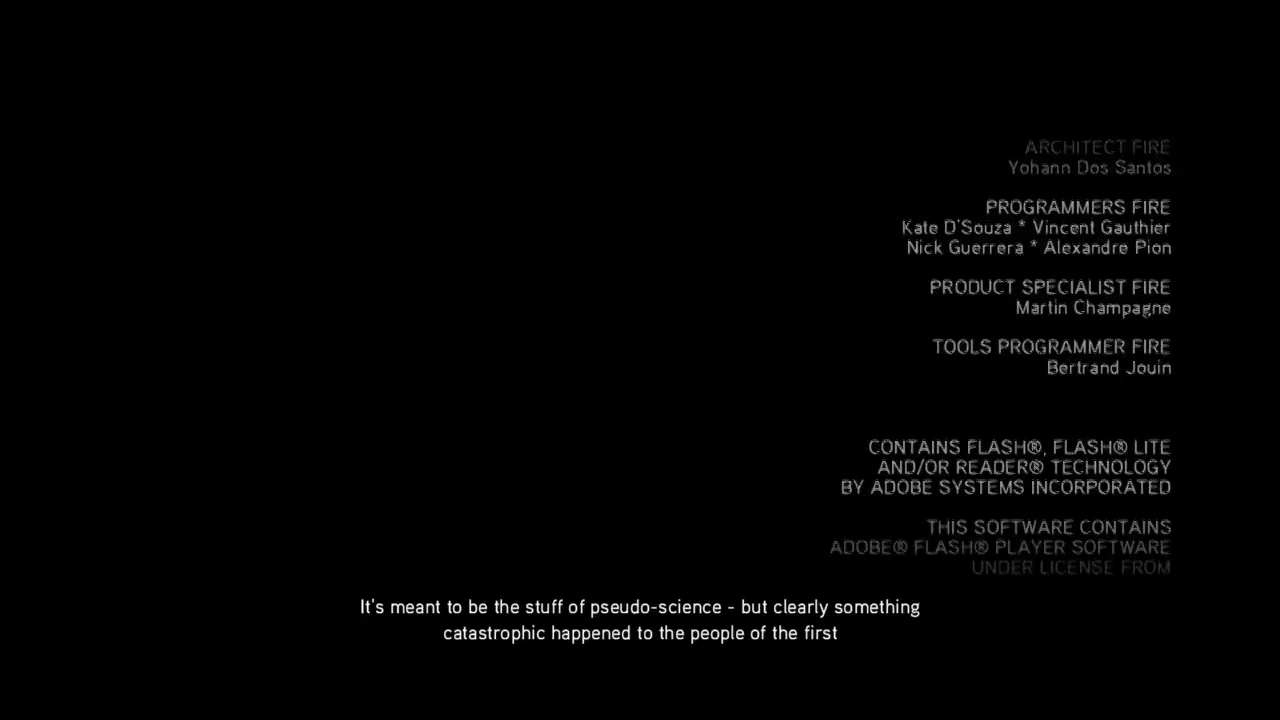 ARCHITECT FIRE
Yohann Dos Santos
PROGRAMMERS FIRE
Kate D'Souza * Vincent Gauthier
Nick Guerrera * Alexandre Pion
PRODUCT SPECIALIST FIRE
Martin Champagne
TOOLS PROGRAMMER FIRE
Bertrand Jouin
CONTAINS FLASH®, FLASH® LITE
AND/OR READER® TECHNOLOGY
BY ADOBE SYSTEMS INCORPORATED
THIS SOFTWARE CONTAINS
ADOBE® FLASH® PLAYER SOFTWARE
UNDER LICENSE FROM
It's meant to be the stuff of pseudo-science - but clearly something
catastrophic happened to the people of the first